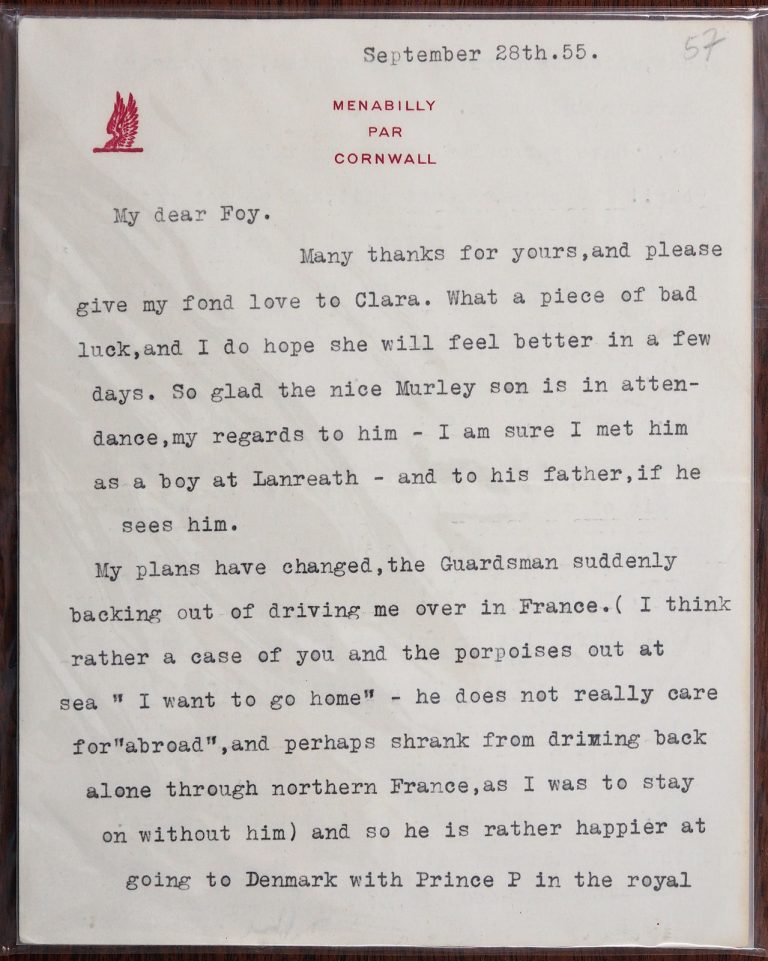 September 28th.55.
57
MENABILLY
PAR
CORNWALL
My dear Foy.
Many thanks for yours,and please
give my fond love to Clara. What a piece of bad
luck,and I do hope she will feel better in a few
days. So glad the nice Murley son is in atten-
dance,my regards to him - I am sure I met him
as a boy at Lanreath - and to his father,if he
sees him.
My plans have changed,the Guardsman suddenly
backing out of driving me over in France.( I think
rather a case of you and the porpoises out at
sea " I want to go home" - he does not really care
for"abroad",and perhaps shrank from driming back
alone through northern France,as I was to stay
on without him) and so he is rather happier at
going to Denmark with Prince P in the royal